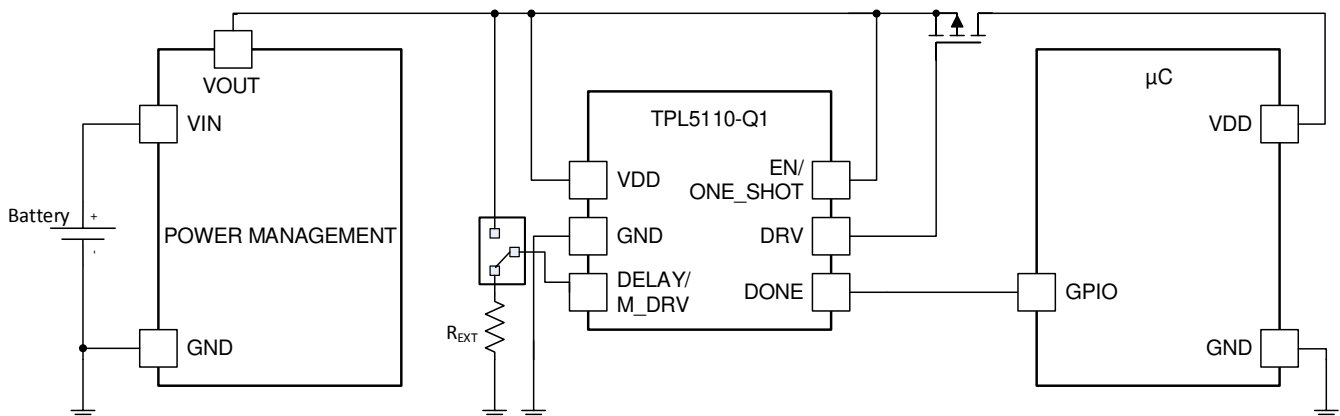 VOUT
VIN
Battery
+
-
POWER MANAGEMENT
GND
TPL5110-Q1
VDD
EN/
ONE_SHOT
GND
DRV
DELAY/
M_DRV
DONE
REXT
µC
VDD
GPIO
GND